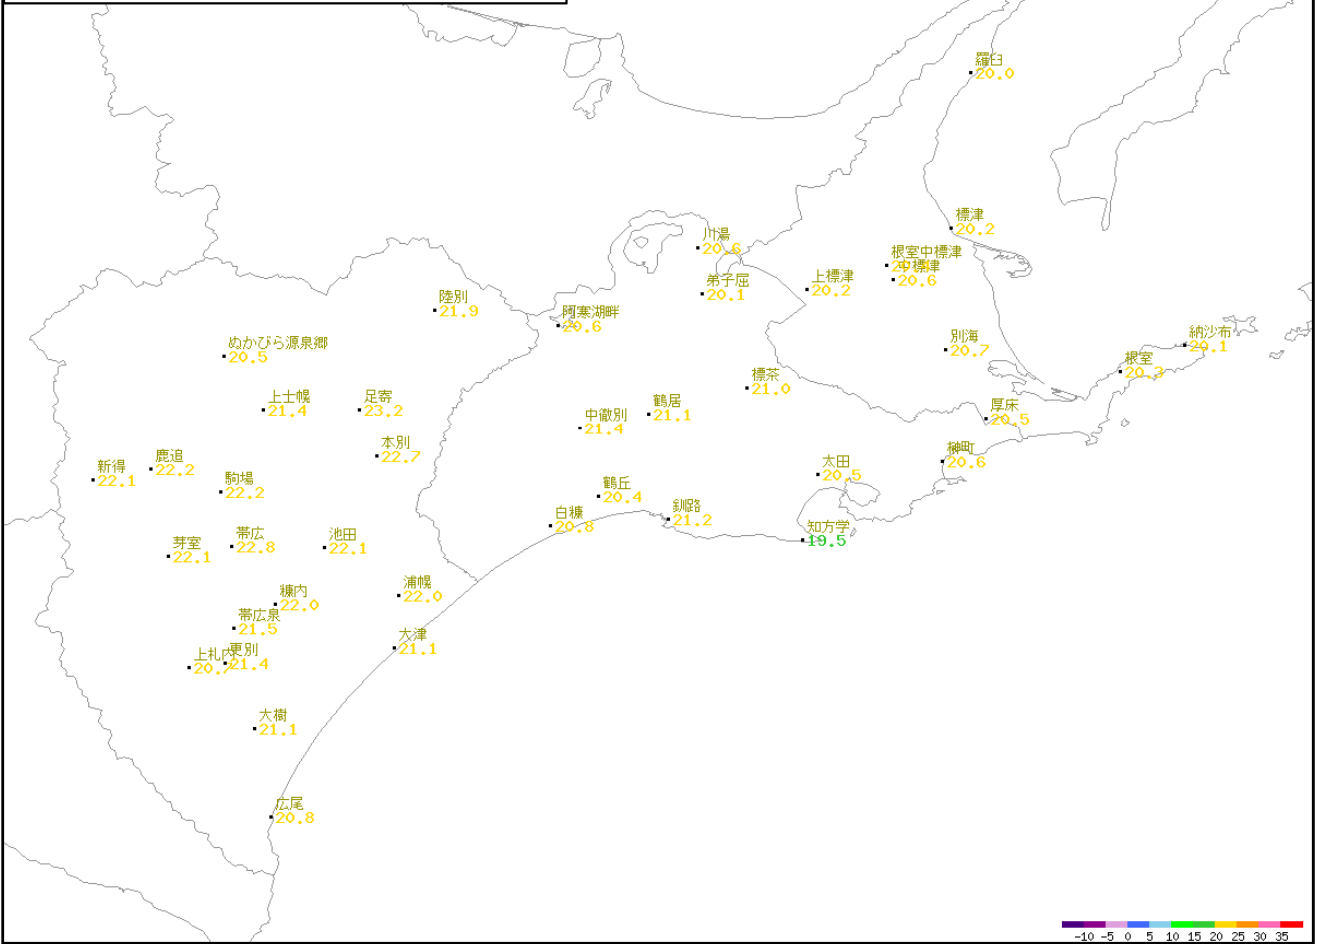 羅臼
20.0
標津
20.2
川湯
20.6
根室中標津
中標津
20.6
弟子屈
20.1
上標津
20.2
陸別
21.9
阿寒湖畔
20.6
納沙布
20.1
ぬかびら源泉郷
20.5
別海
20.7
根室
20.3
標茶
21.0
上士幌
21.4
足寄
23.2
鶴居
21.1
厚床
20.5
中徹別
21.4
本別
22.7
榊町
20.6
鹿追
22.2
新得
22.1
太田
20.5
駒場
22.2
鶴丘
20.4
釧路
21.2
白糠
20.8
知方学
19.5
帯広
22.8
池田
22.1
芽室
22.1
浦幌
22.0
糠内
22.0
帯広泉
21.5
大津
21.1
更別
21.4
上札内
大樹
21.1
広尾
20.8
-10 -5 0 5 10 15 20 25 30 35